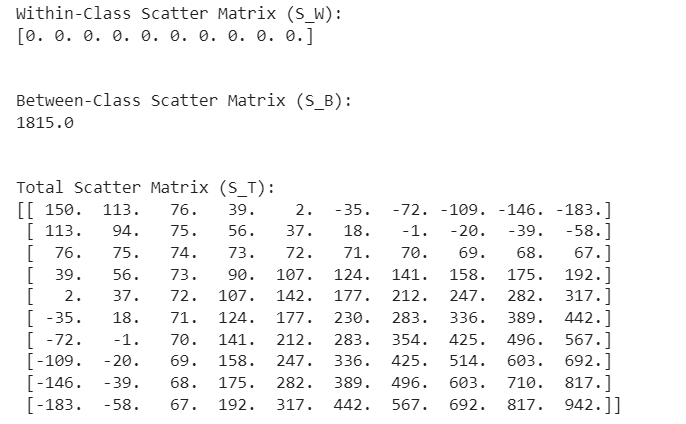 Within-Class Scatter Matrix (S_W):
[0. 0. 0. 0. 0. 0. 0. 0. 0. 0.]
Between-Class Scatter Matrix (S_B):
1815.0
Total Scatter Matrix (S_T):
[[ 150.  113.   76.   39.    2.  -35.  -72. -109. -146. -183.]
 [ 113.   94.   75.   56.   37.   18.   -1.  -20.  -39.  -58.]
 [  76.   75.   74.   73.   72.   71.   70.   69.   68.   67.]
 [  39.   56.   73.   90.  107.  124.  141.  158.  175.  192.]
 [   2.   37.   72.  107.  142.  177.  212.  247.  282.  317.]
 [ -35.   18.   71.  124.  177.  230.  283.  336.  389.  442.]
 [ -72.   -1.   70.  141.  212.  283.  354.  425.  496.  567.]
 [-109.  -20.   69.  158.  247.  336.  425.  514.  603.  692.]
 [-146.  -39.   68.  175.  282.  389.  496.  603.  710.  817.]
 [-183.  -58.   67.  192.  317.  442.  567.  692.  817.  942.]]